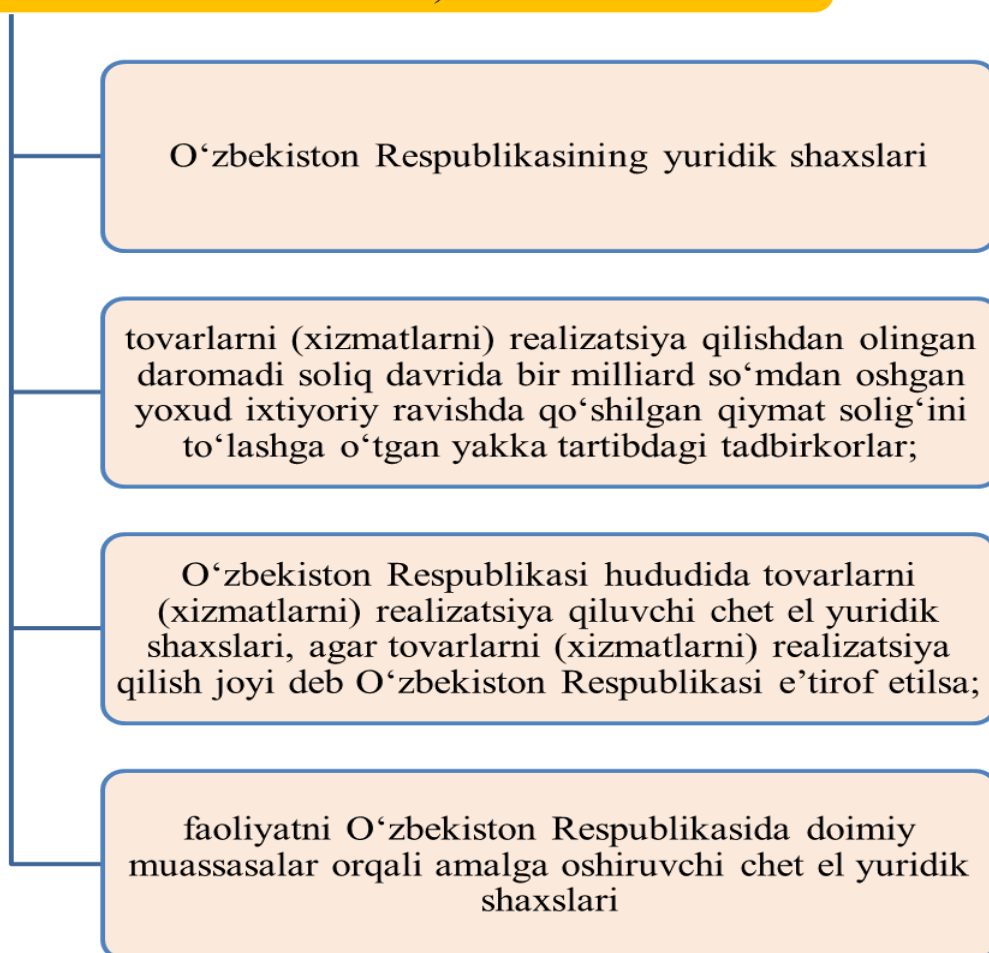 O‘zbekiston Respublikasining yuridik shaxslari
tovarlarni (xizmatlarni) realizatsiya qilishdan olingan
daromadi soliq davrida bir milliard so‘mdan oshgan
yoxud ixtiyoriy ravishda qo‘shilgan qiymat solig‘ini
to‘lashga o‘tgan yakka tartibdagi tadbirkorlar;
O‘zbekiston Respublikasi hududida tovarlarni
(xizmatlarni) realizatsiya qiluvchi chet el yuridik
shaxslari, agar tovarlarni (xizmatlarni) realizatsiya
qilish joyi deb O‘zbekiston Respublikasi e’tirof etilsa;
faoliyatni O‘zbekiston Respublikasida doimiy
muassasalar orqali amalga oshiruvchi chet el yuridik
shaxslari